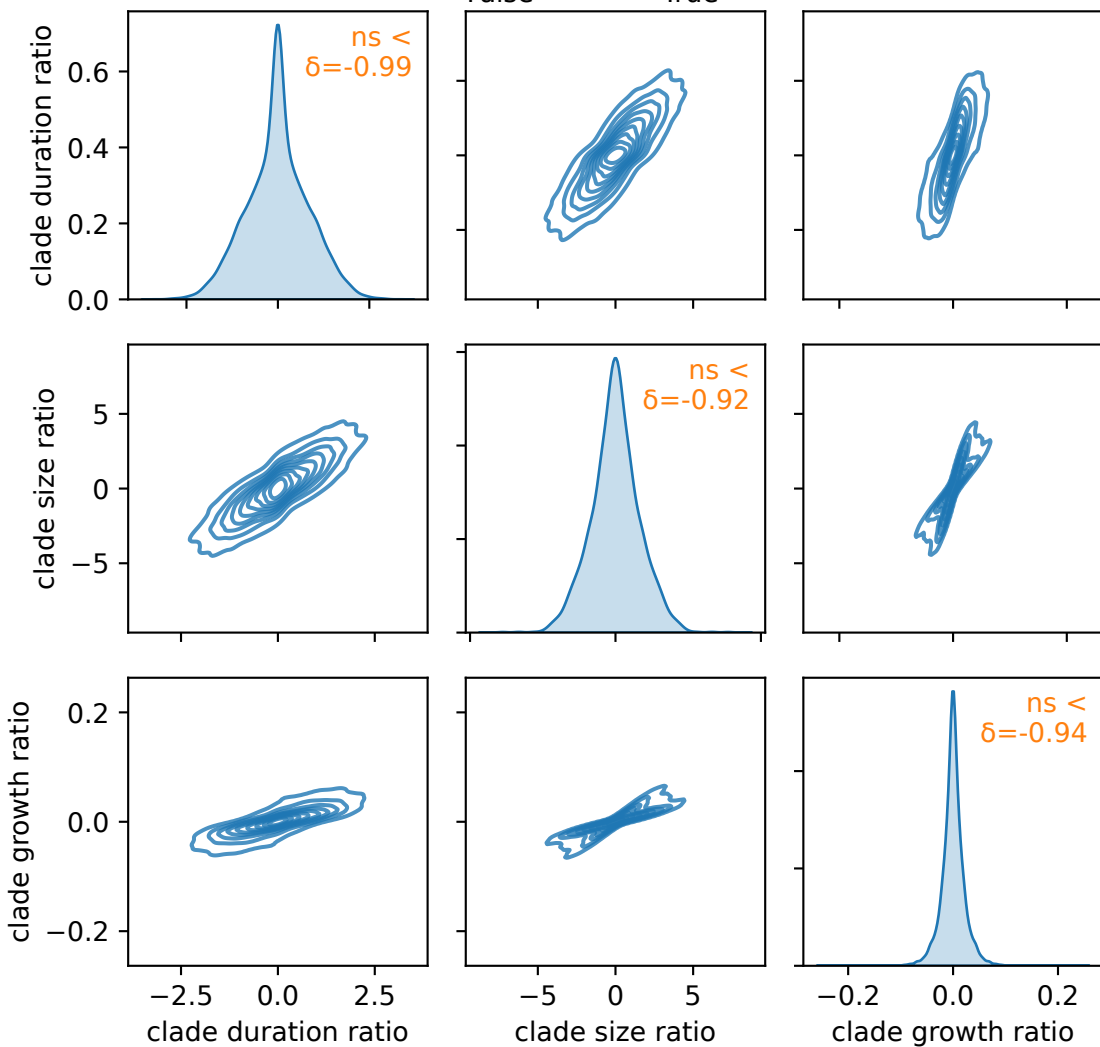 clade duration ratio
0.6
0.4
0.2
0.0
ns <
δ=-0.99
clade size ratio
5
0
−5
ns <
δ=-0.92
clade growth ratio
0.2
0.0
−0.2
ns <
δ=-0.94
−2.5 0.0 2.5
−5 0 5
−0.2 0.0 0.2
clade duration ratio
clade size ratio
clade growth ratio